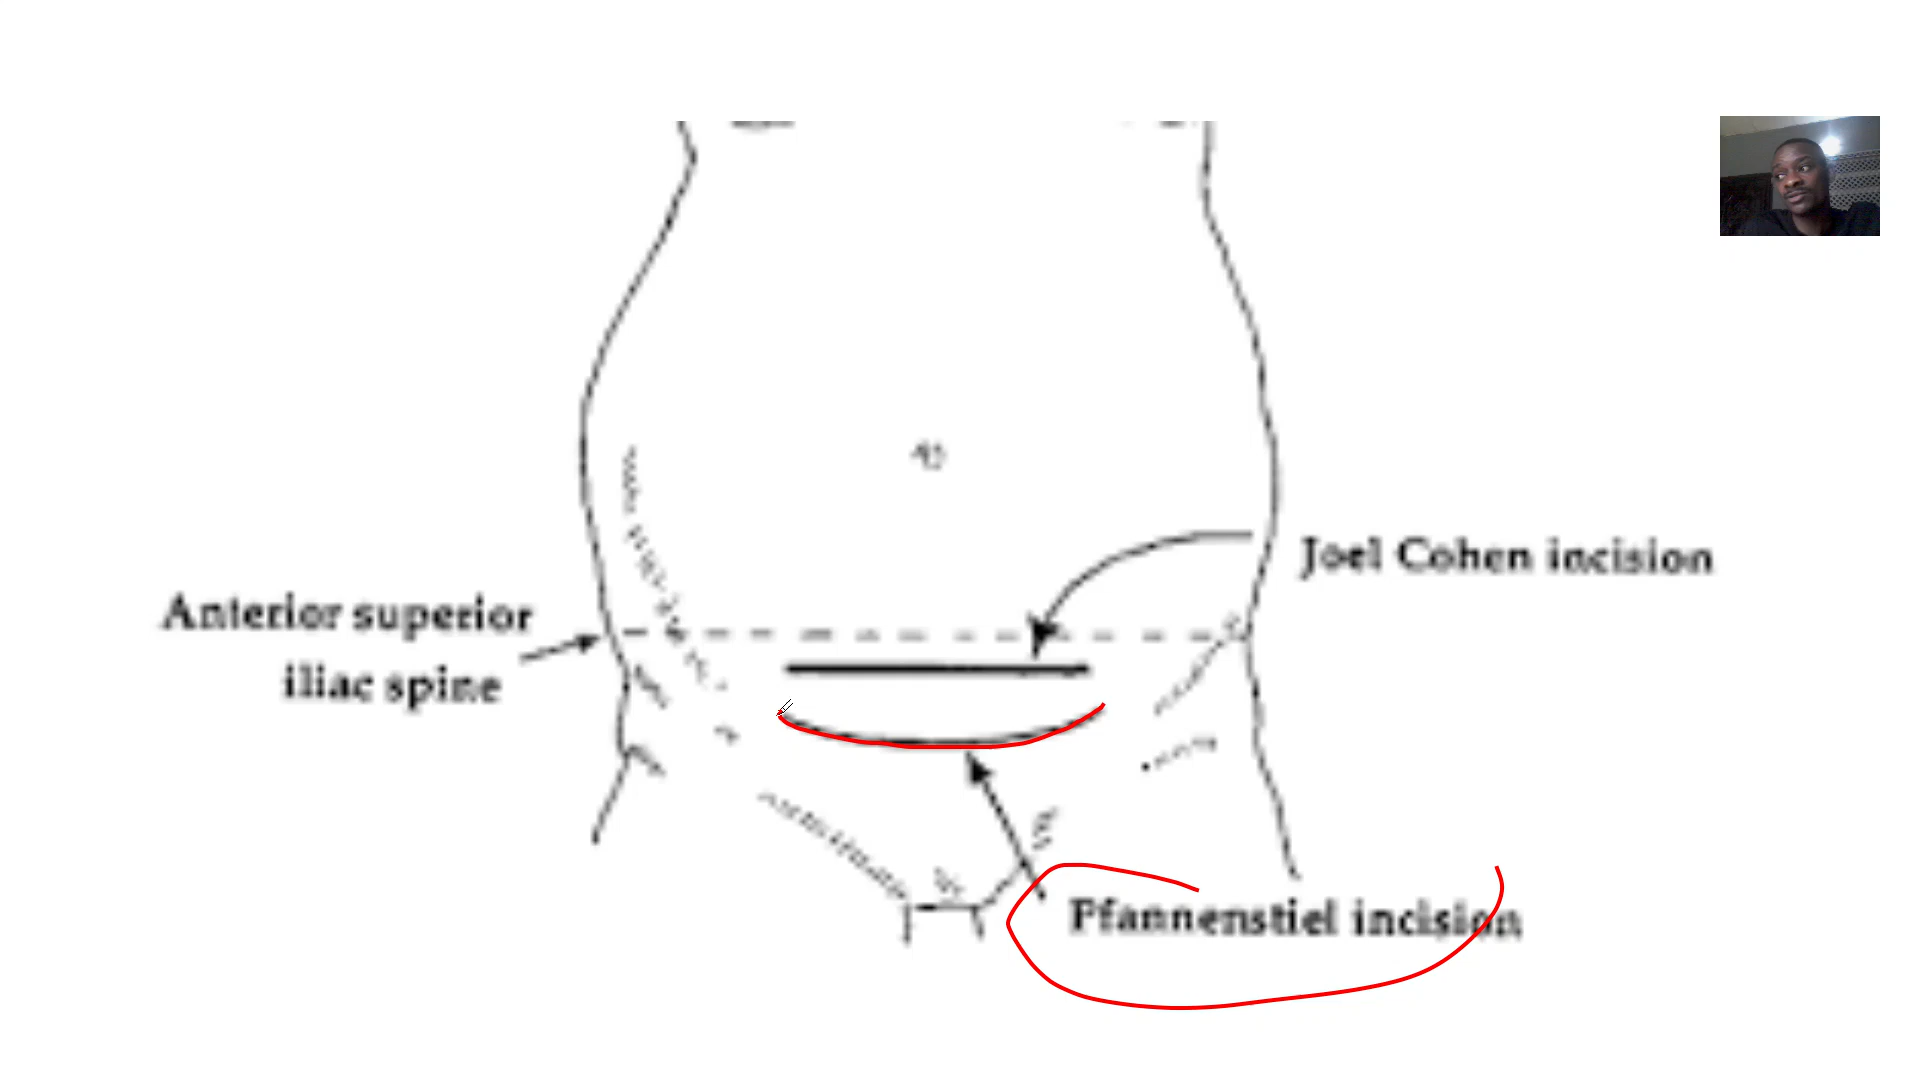 Joel Cohen incision
Anterior superior
iliac spine
Pfannenstiel incision